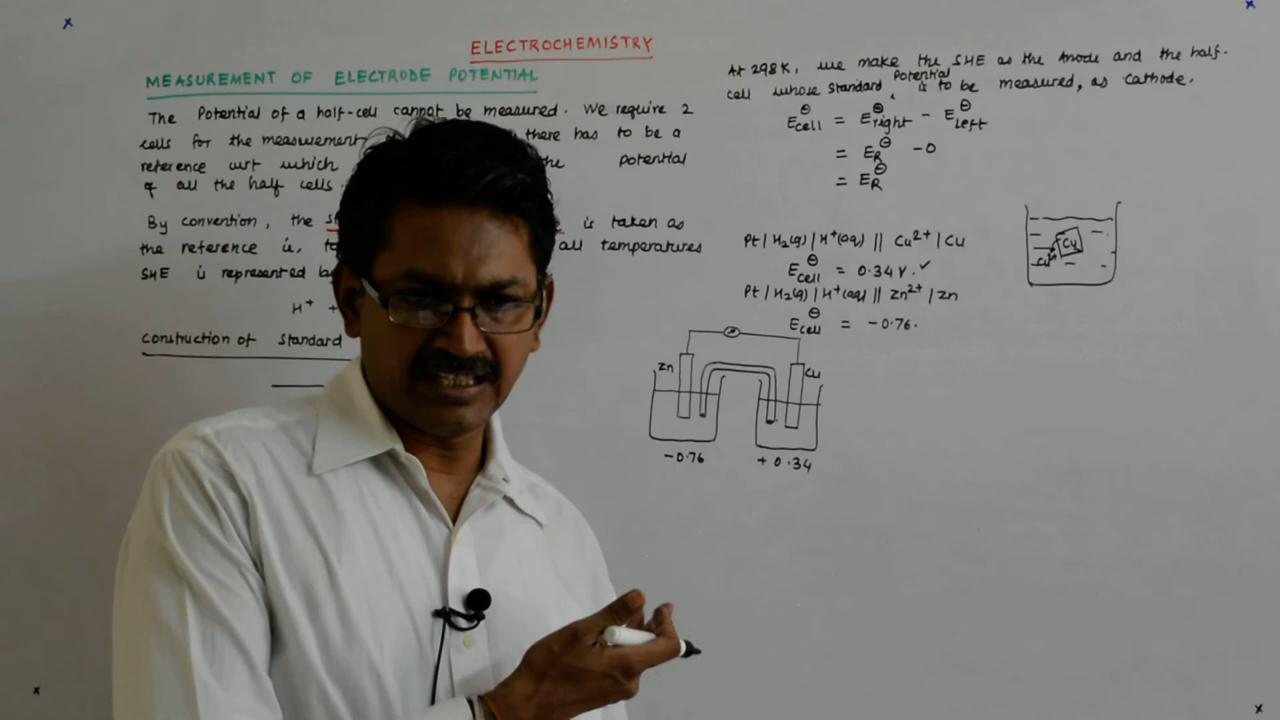 ELECTROCHEMISTRY
MEASUREMENT OF ELECTRODE POTENTIAL
The Potential of a half-cell cannot be measured. We require 2
cells for the measurement there has to be a
reference wrt which the potential
of all the half cells
By convention, the is taken as
the reference ie, all temperatures
SHE is represented
H⁺ +
Construction of Standard
At 298K, we make the SHE as the Anode and the half-
cell whose standard Potential is to be measured, as cathode.
E⊖cell = E⊖right - E⊖Left
= E⊖R - 0
= E⊖R
Pt | H2(g) | H⁺(aq) || Cu²⁺ | Cu
E⊖cell = 0.34 V. ✓
Pt | H2(g) | H⁺(aq) || Zn²⁺ | Zn
E⊖cell = -0.76.
Zn
Cu
-0.76
+0.34
Cu